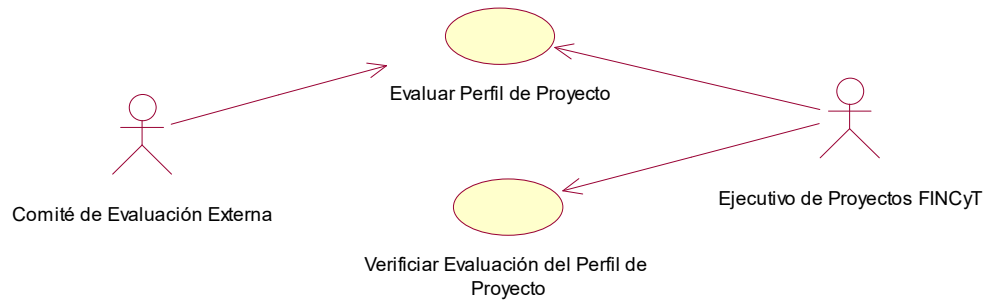 Evaluar Perfil de Proyecto
Comité de Evaluación Externa
Ejecutivo de Proyectos FINCyT
Verificiar Evaluación del Perfil de
Proyecto